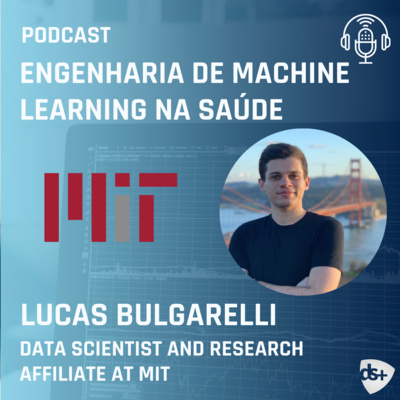 PODCAST
ENGENHARIA DE MACHINE
LEARNING NA SAÚDE
MIT
LUCAS BULGARELLI
DATA SCIENTIST AND RESEARCH
AFFILIATE AT MIT
ds+